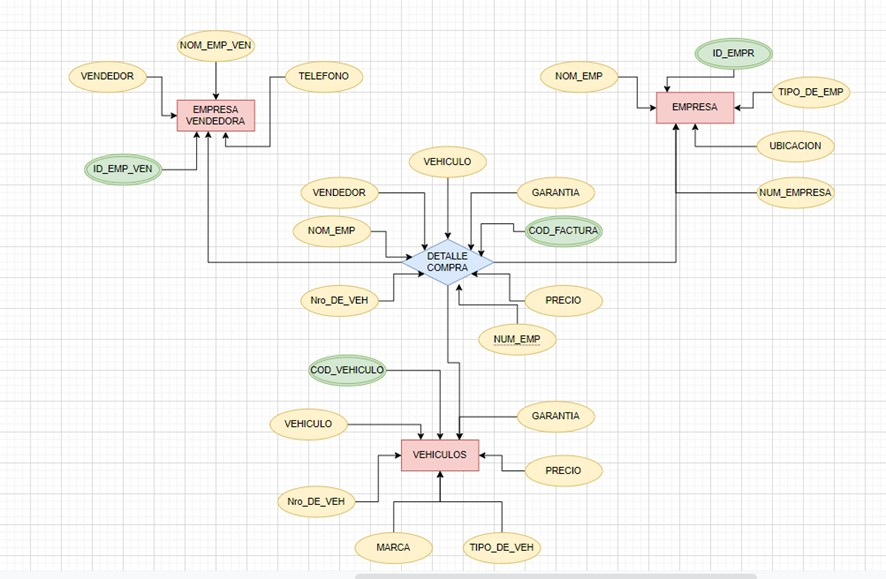 NOM_EMP_VEN
VENDEDOR
TELEFONO
EMPRESA
VENDEDORA
ID_EMP_VEN
ID_EMPR
NOM_EMP
TIPO_DE_EMP
EMPRESA
UBICACION
NUM_EMPRESA
VEHICULO
VENDEDOR
GARANTIA
NOM_EMP
COD_FACTURA
DETALLE
COMPRA
Nro_DE_VEH
PRECIO
NUM_EMP
COD_VEHICULO
VEHICULO
GARANTIA
VEHICULOS
PRECIO
Nro_DE_VEH
MARCA
TIPO_DE_VEH